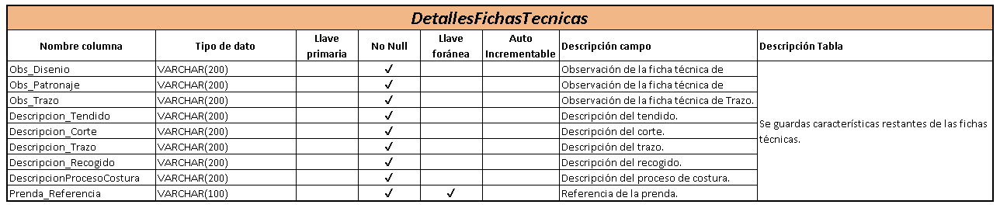 DetallesFichasTecnicas
Nombre columna Tipo de dato Llave primaria No Null Llave foránea Auto Incrementable Descripción campo Descripción Tabla
Obs_Disenio VARCHAR(200) ✓ Observación de la ficha técnica de
Obs_Patronaje VARCHAR(200) ✓ Observación de la ficha técnica de
Obs_Trazo VARCHAR(200) ✓ Observación de la ficha técnica de Trazo.
Descripcion_Tendido VARCHAR(200) ✓ Descripción del tendido.
Descripcion_Corte VARCHAR(200) ✓ Descripción del corte.
Descripcion_Trazo VARCHAR(200) ✓ Descripción del trazo.
Descripcion_Recogido VARCHAR(200) ✓ Descripción del recogido.
DescripcionProcesoCostura VARCHAR(200) ✓ Descripción del proceso de costura.
Prenda_Referencia VARCHAR(100) ✓ ✓ Referencia de la prenda.
Se guardas características restantes de las fichas
técnicas.